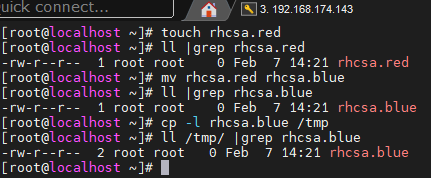 Quick connect...
3. 192.168.174.143
[root@localhost ~]# touch rhcsa.red
[root@localhost ~]# ll |grep rhcsa.red
-rw-r--r--  1 root root    0 Feb  7 14:21 rhcsa.red
[root@localhost ~]# mv rhcsa.red rhcsa.blue
[root@localhost ~]# ll |grep rhcsa.blue
-rw-r--r--  1 root root    0 Feb  7 14:21 rhcsa.blue
[root@localhost ~]# cp -l rhcsa.blue /tmp
[root@localhost ~]# ll /tmp/ |grep rhcsa.blue
-rw-r--r-- 2 root root    0 Feb  7 14:21 rhcsa.blue
[root@localhost ~]#